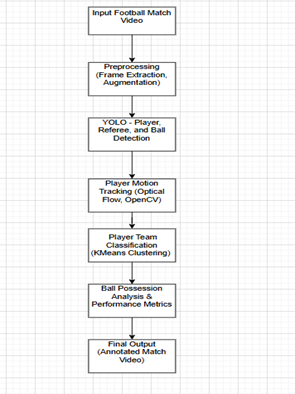 Input Football Match
Video
Preprocessing
(Frame Extraction,
Augmentation)
YOLO - Player,
Referee, and Ball
Detection
Player Motion
Tracking (Optical
Flow, OpenCV)
Player Team
Classification
(KMeans Clustering)
Ball Possession
Analysis &
Performance Metrics
Final Output
(Annotated Match
Video)